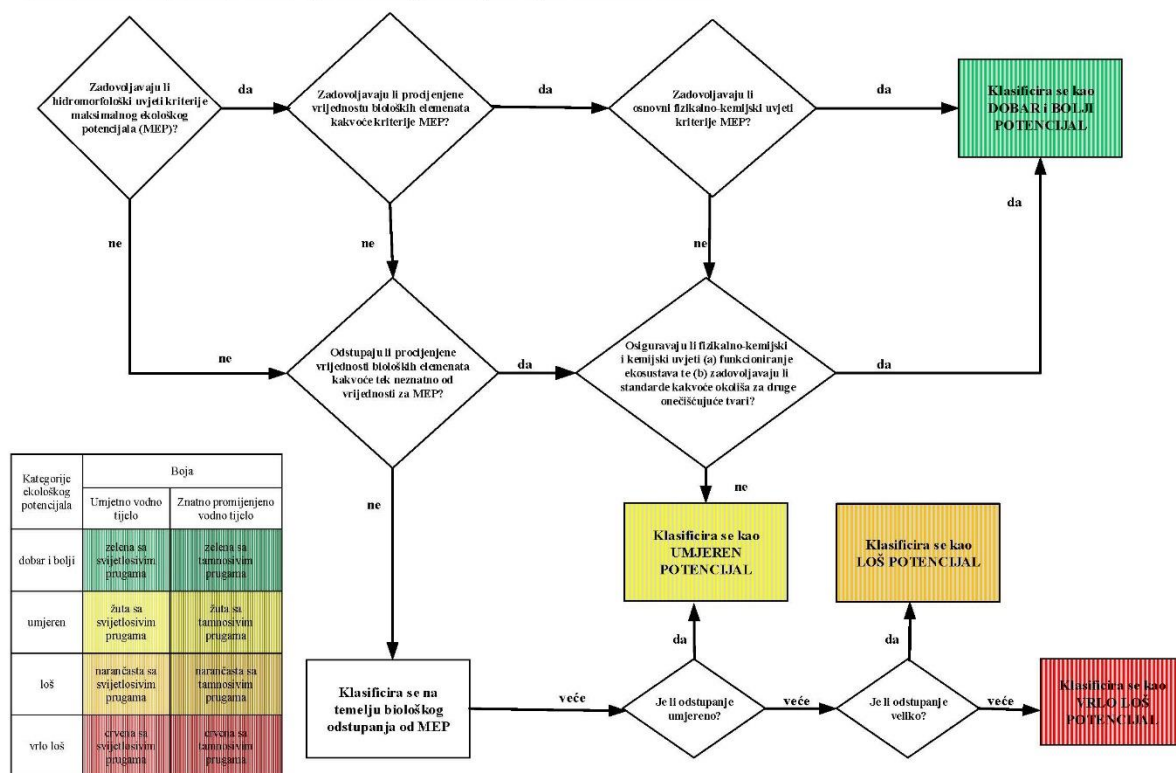 Zadovoljavaju li
hidromorfološki uvjeti kriterije
maksimalnog ekološkog
potencijala (MEP)?
da
Zadovoljavaju li procijenjene
vrijednostu bioloških elemenata
kakvoće kriterije MEP?
da
Zadovoljavaju li
osnovni fizikalno-kemijski uvjeti
kriterije MEP?
da
Klasificira se kao
DOBAR i BOLJI
POTENCIJAL
ne
ne
ne
da
Odstupaju li procijenjene
vrijednosti bioloških elemenata
kakvoće tek neznatno od
vrijednosti za MEP?
ne
da
Osiguravaju li fizikalno-kemijski
i kemijski uvjeti (a) funkcioniranje
ekosustava te (b) zadovoljavaju li
standarde kakvoće okoliša za druge
onečišćujuće tvari?
da
ne
ne
Kategorije
ekološkog
potencijala
Boja
Umjetno vodno
tijelo
Znatno promijenjeno
vodno tijelo
dobar i bolji
zelena sa
svijetlosivim
prugama
zelena sa
tamnosivim
prugama
umjeren
žuta sa
svijetlosivim
prugama
žuta sa
tamnosivim
prugama
loš
narančasta sa
svijetlosivim
prugama
narančasta sa
tamnosivim
prugama
vrlo loš
crvena sa
svijetlosivim
prugama
crvena sa
tamnosivim
prugama
Klasificira se kao
UMJEREN
POTENCIJAL
Klasificira se kao
LOŠ POTENCIJAL
da
da
Klasificira se na
temelju biološkog
odstupanja od MEP
veće
Je li odstupanje
umjereno?
veće
Je li odstupanje
veliko?
veće
Klasificira se kao
VRLO LOŠ
POTENCIJAL